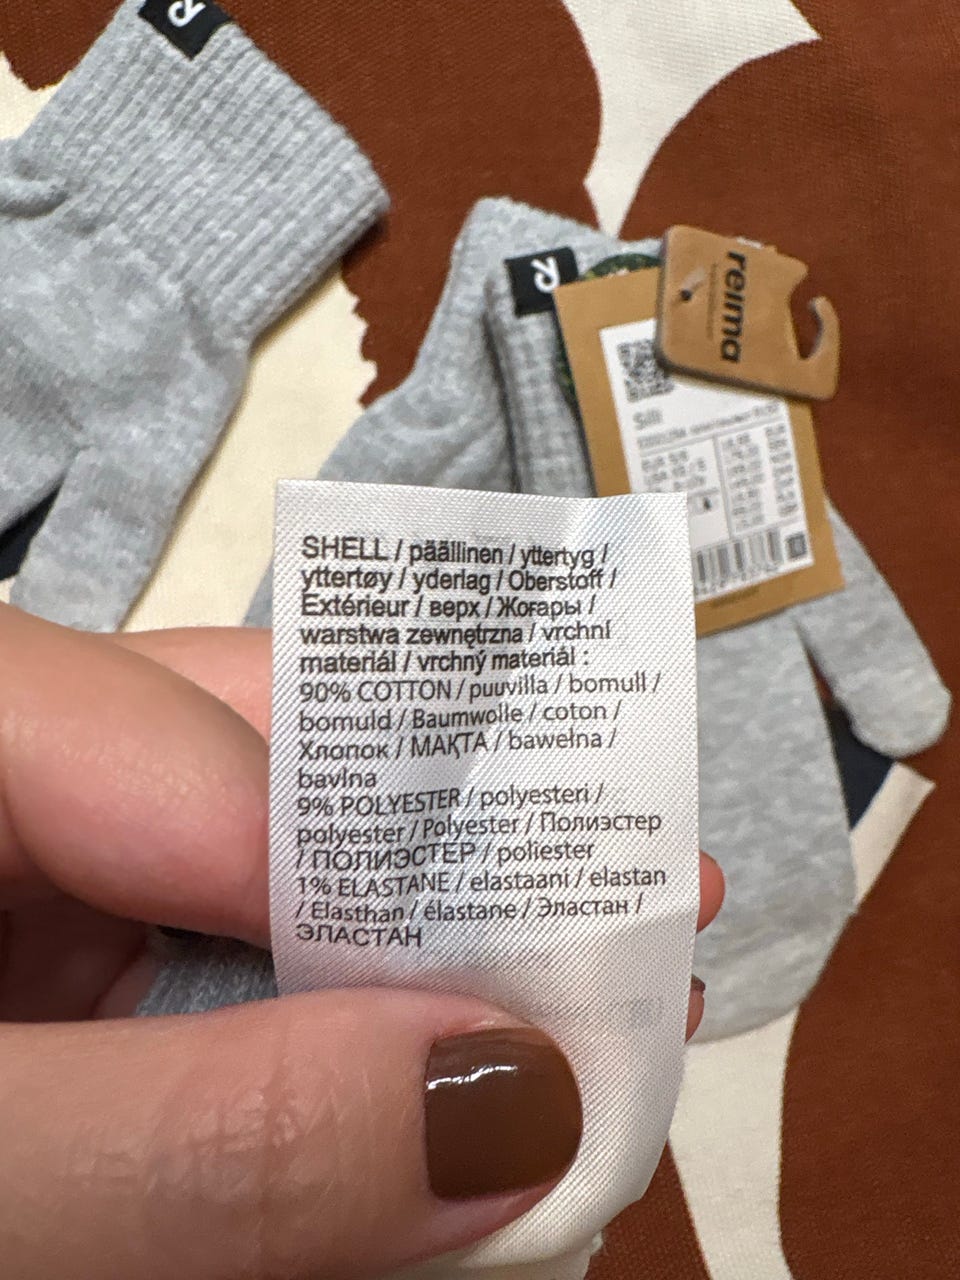 reima
SHELL / päällinen / yttertyg /
yttertøy / yderlag / Oberstoff /
Extérieur / верх / Жоғары /
warstwa zewnętrzna / vrchní
materiál / vrchný materiál :
90% COTTON / puuvilla / bomull /
bomuld / Baumwolle / coton /
Хлопок / МАҚТА / bawełna /
bavlna
9% POLYESTER / polyesteri /
polyester / Polyester / Полиэстер
/ ПОЛИЭСТЕР / poliester
1% ELASTANE / elastaani / elastan
/ Elasthan / élastane / Эластан /
ЭЛАСТАН